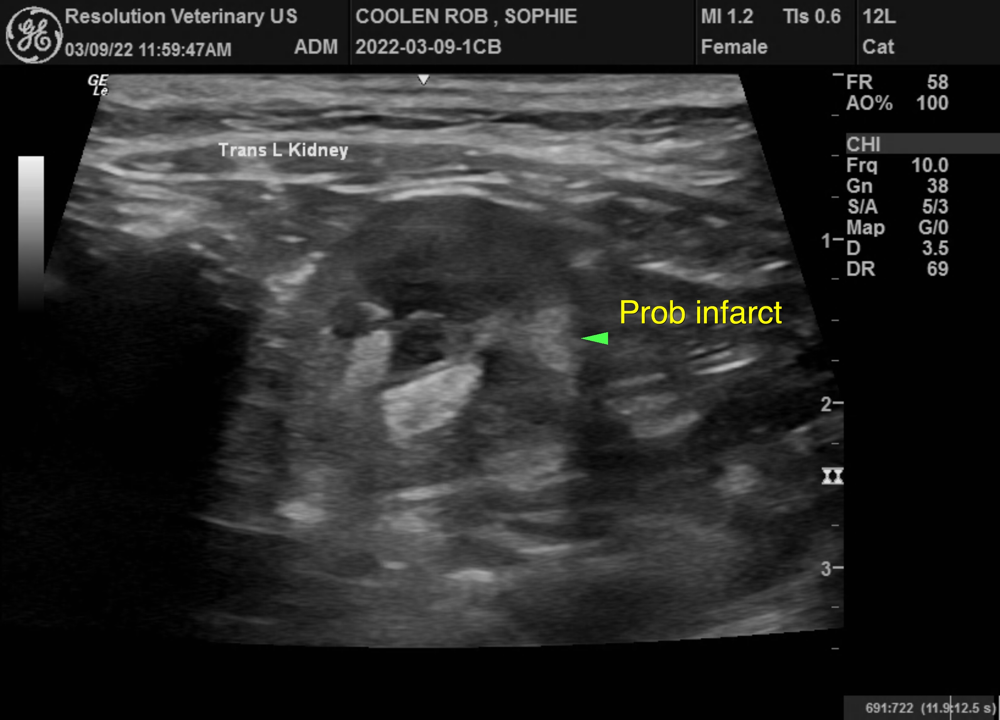 GE
Resolution Veterinary US
03/09/22 11:59:47AM ADM
COOLEN ROB , SOPHIE
2022-03-09-1CB
MI 1.2 TIs 0.6
Female
12L
Cat
GE
Le
Trans L Kidney
Prob infarct
1
2
3
FR 58
AO% 100
CHI
Frq 10.0
Gn 38
S/A 5/3
Map G/0
D 3.5
DR 69
691:722 (11.9:12.5 s)